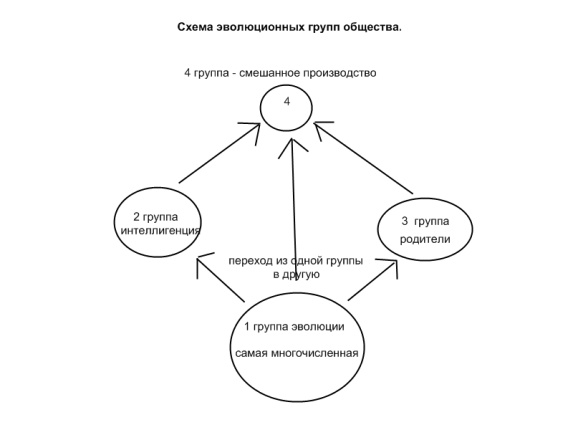 Схема эволюционных групп общества.
4 группа - смешанное производство
4
2 группа
интеллигенция
3 группа
родители
переход из одной группы
в другую
1 группа эволюции
самая многочисленная